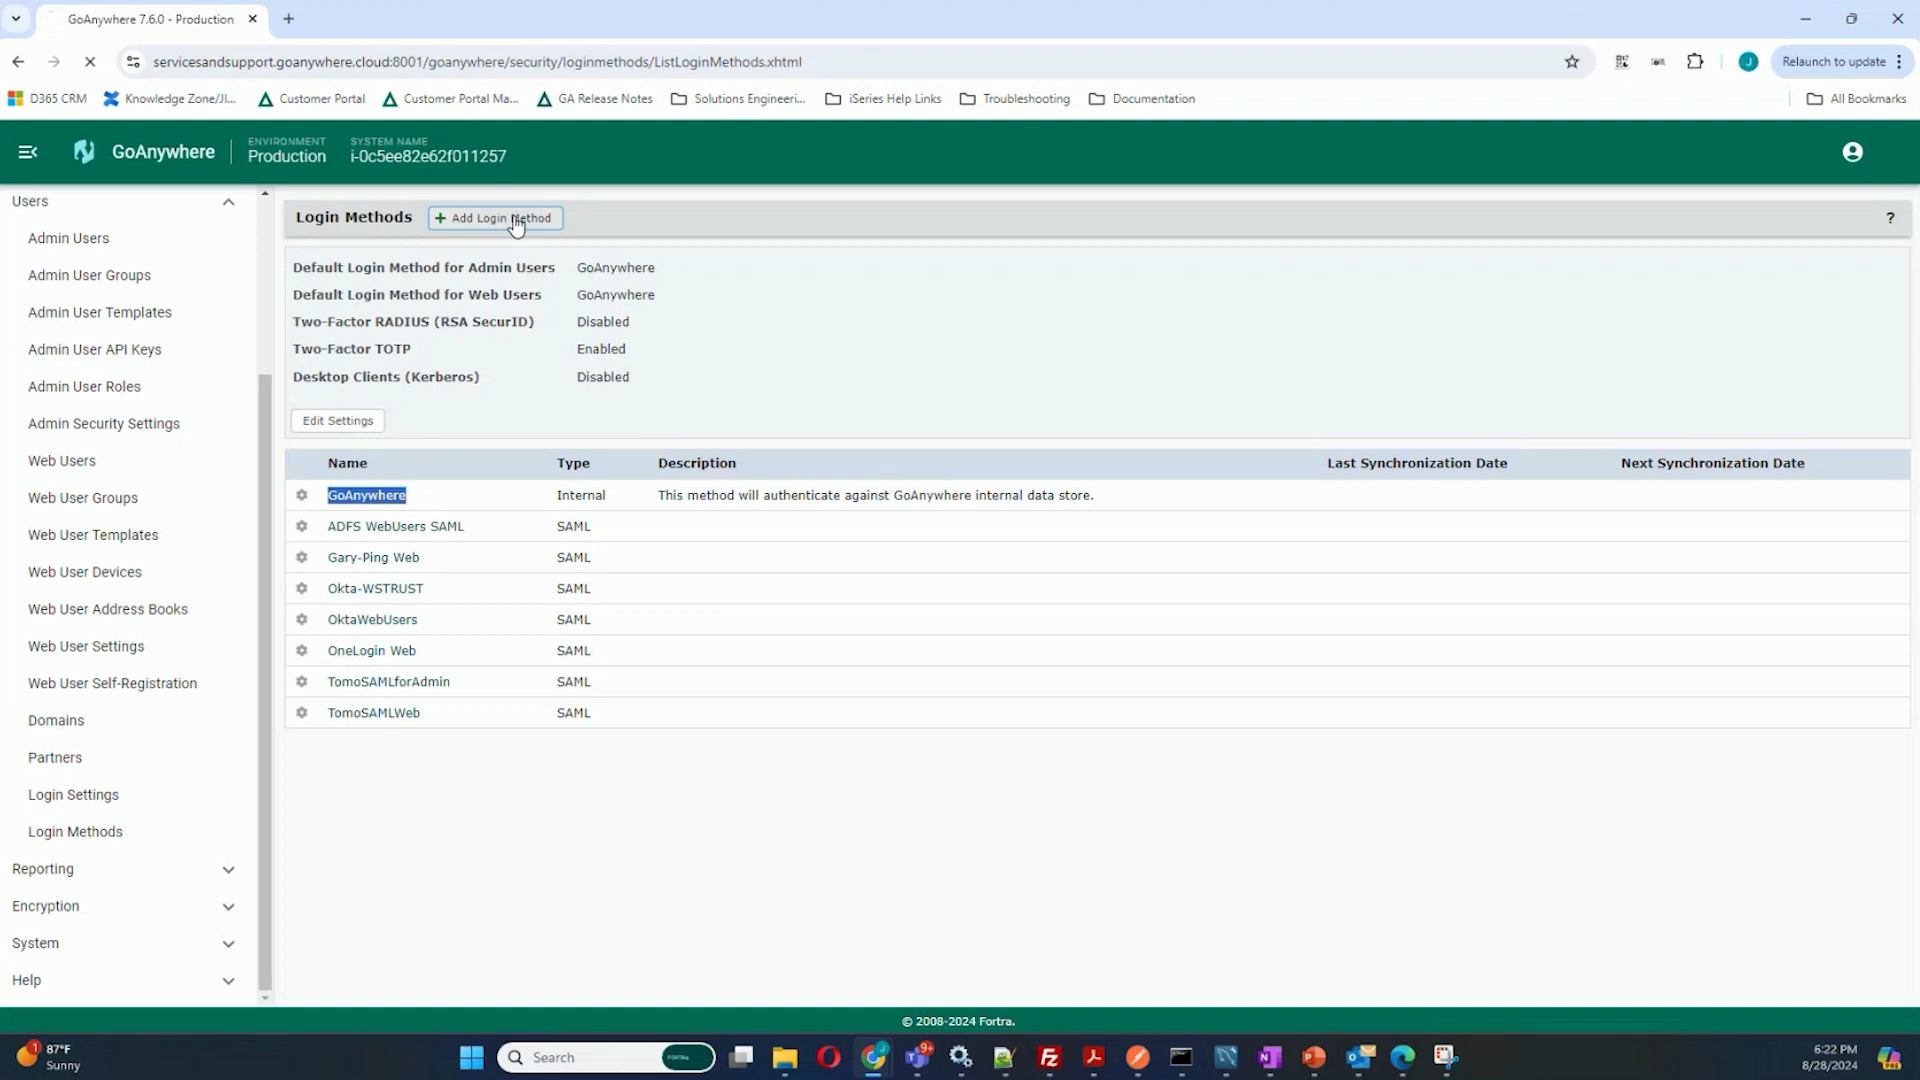 GoAnywhere 7.6.0 - Production
servicesandsupport.goanywhere.cloud:8001/goanywhere/security/loginmethods/ListLoginMethods.xhtml
J
Relaunch to update
D365 CRM
Knowledge Zone/JI...
Customer Portal
Customer Portal Ma...
GA Release Notes
Solutions Engineeri...
iSeries Help Links
Troubleshooting
Documentation
All Bookmarks
GoAnywhere
ENVIRONMENT
Production
SYSTEM NAME
i-0c5ee82e62f011257
Users
Admin Users
Admin User Groups
Admin User Templates
Admin User API Keys
Admin User Roles
Admin Security Settings
Web Users
Web User Groups
Web User Templates
Web User Devices
Web User Address Books
Web User Settings
Web User Self-Registration
Domains
Partners
Login Settings
Login Methods
Reporting
Encryption
System
Help
Login Methods
+ Add Login Method
?
Default Login Method for Admin Users GoAnywhere
Default Login Method for Web Users GoAnywhere
Two-Factor RADIUS (RSA SecurID) Disabled
Two-Factor TOTP Enabled
Desktop Clients (Kerberos) Disabled
Edit Settings
Name Type Description Last Synchronization Date Next Synchronization Date
GoAnywhere Internal This method will authenticate against GoAnywhere internal data store.
ADFS WebUsers SAML SAML
Gary-Ping Web SAML
Okta-WSTRUST SAML
OktaWebUsers SAML
OneLogin Web SAML
TomoSAMLforAdmin SAML
TomoSAMLWeb SAML
© 2008-2024 Fortra.
1
87°F
Sunny
Search
FORTRA
9+
6:22 PM
8/28/2024
PRE